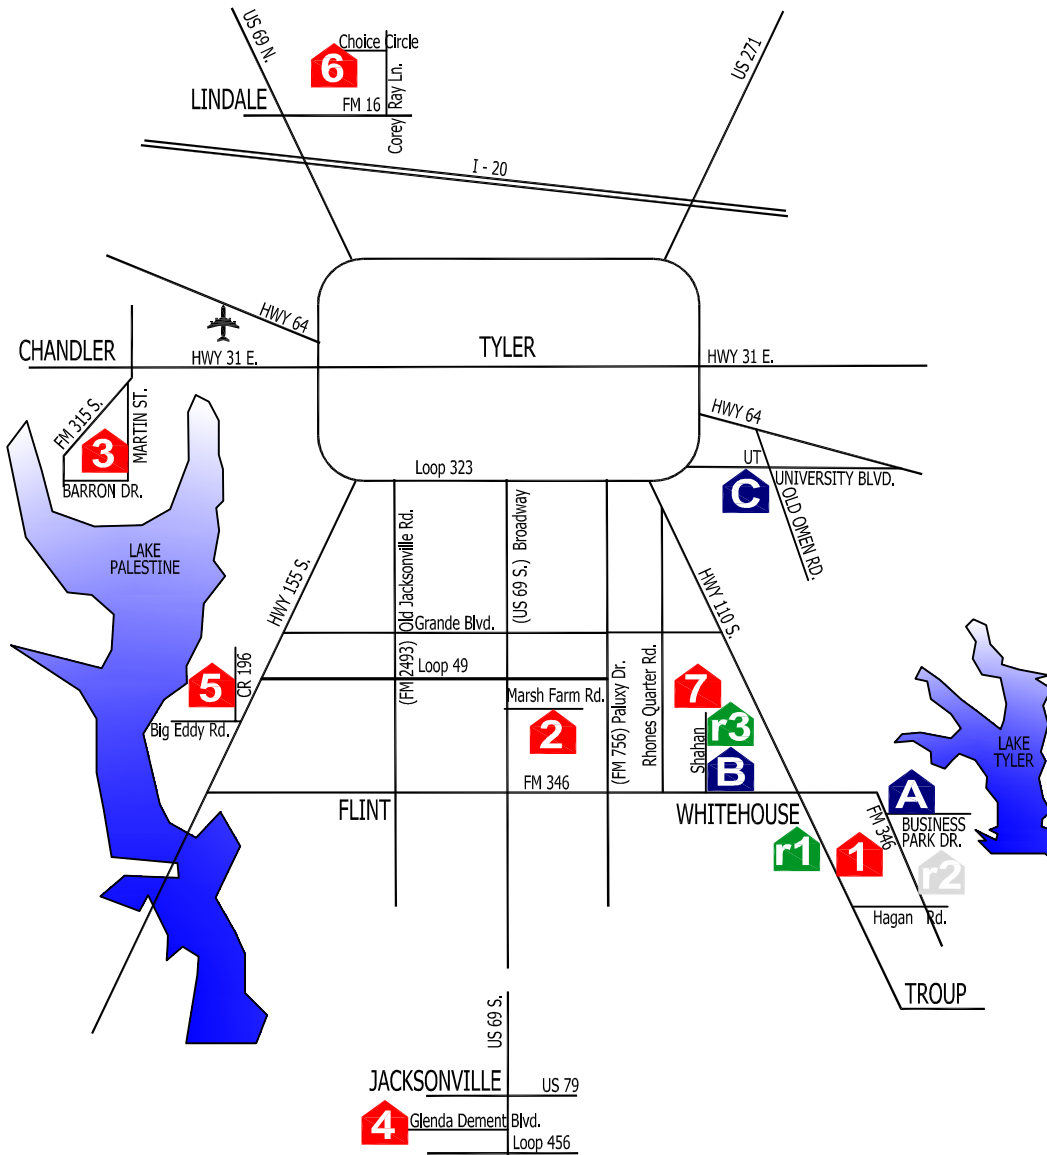 US 69 N.
Choice Circle
6
Corey Ray Ln.
US 271
LINDALE
FM 16
I - 20
HWY 64
CHANDLER
HWY 31 E.
TYLER
HWY 31 E.
FM 315 S.
MARTIN ST.
3
BARRON DR.
HWY 64
Loop 323
UT
UNIVERSITY BLVD.
C
OLD OMEN RD.
LAKE
PALESTINE
HWY 155 S.
(FM 2493) Old Jacksonville Rd.
(US 69 S.) Broadway
HWY 110 S.
Grande Blvd.
Loop 49
(FM 756) Paluxy Dr.
Rhones Quarter Rd.
CR 196
5
Big Eddy Rd.
Marsh Farm Rd.
2
7
r3
Shahan
B
LAKE
TYLER
FM 346
FLINT
WHITEHOUSE
A
FM 346
BUSINESS
PARK DR.
r1
1
r2
Hagan Rd.
TROUP
US 69 S.
JACKSONVILLE
US 79
4
Glenda Dement Blvd.
Loop 456